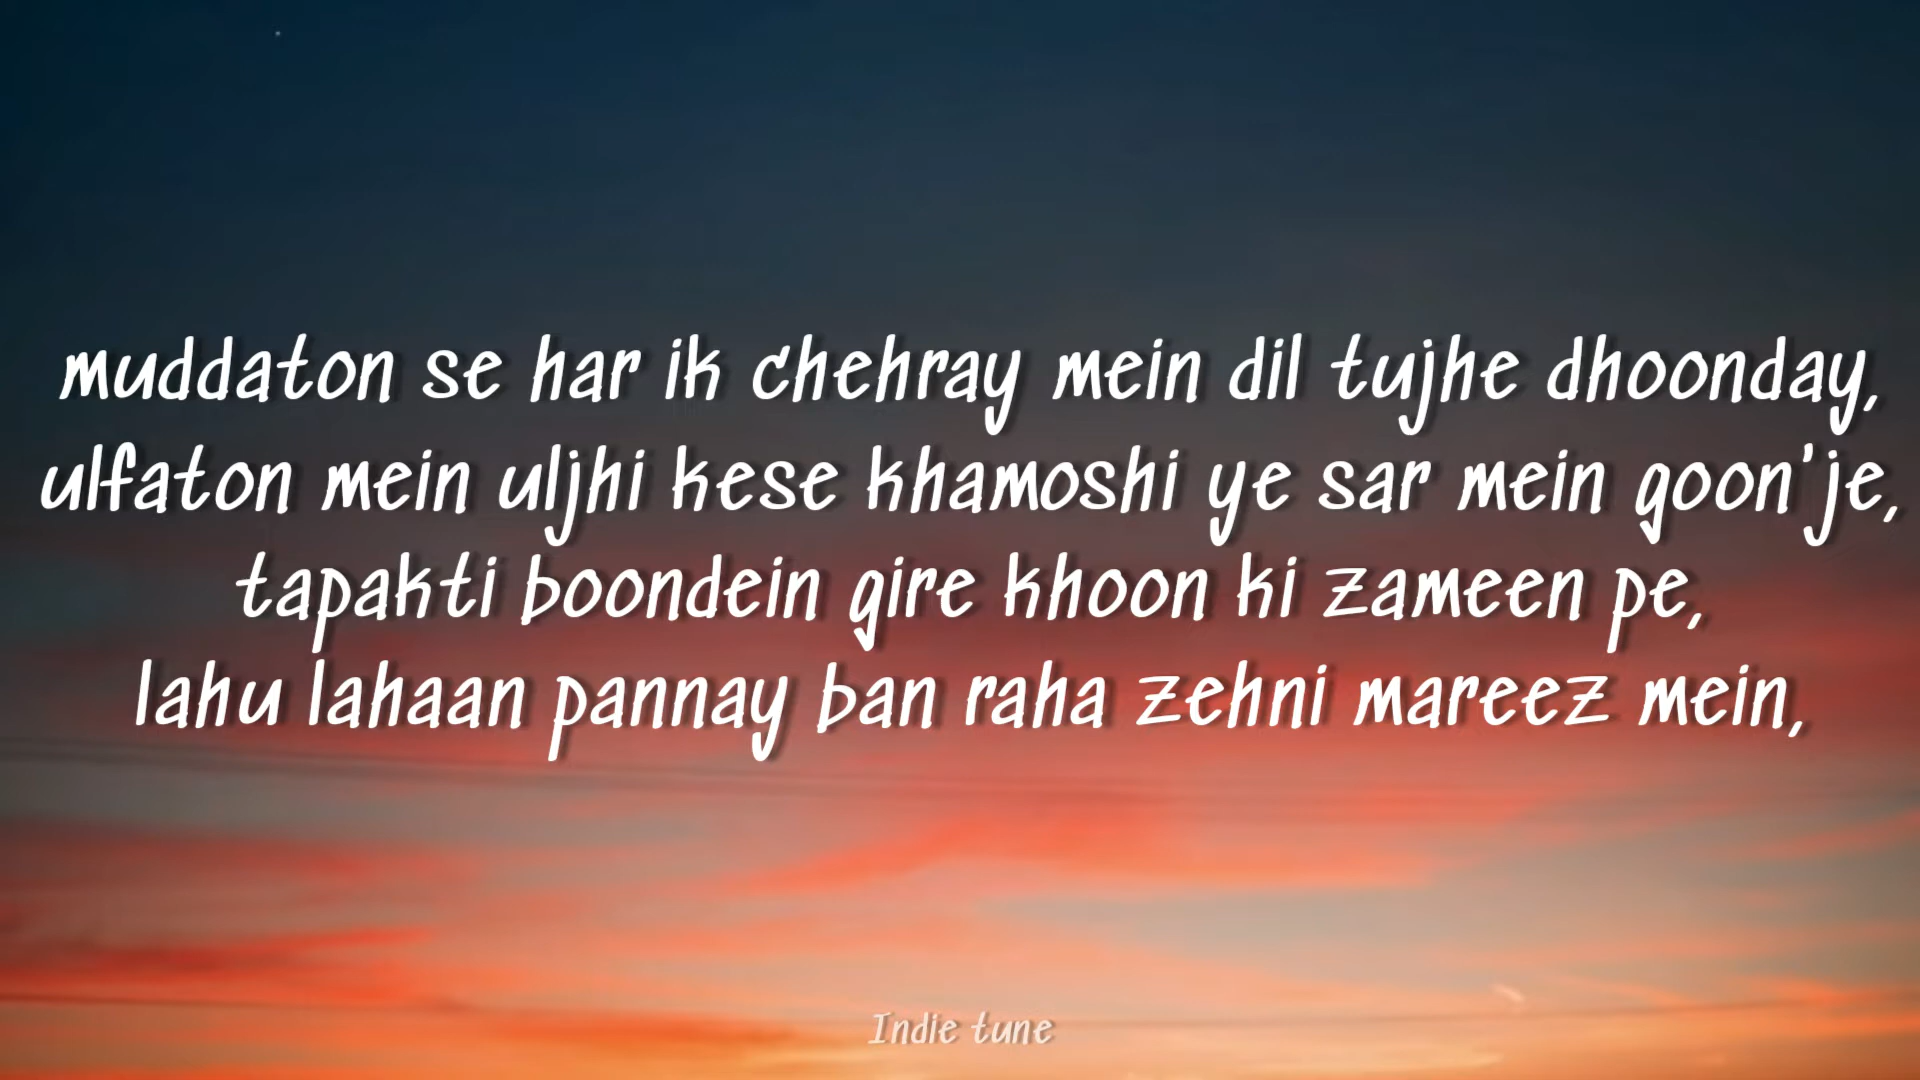 muddaton se har ik chehray mein dil tujhe dhoonday,
ulfaton mein uljhi kese khamoshi ye sar mein goon'je,
tapakti boondein gire khoon ki zameen pe,
lahu lahaan pannay ban raha zehni mareez mein,
Indie tune